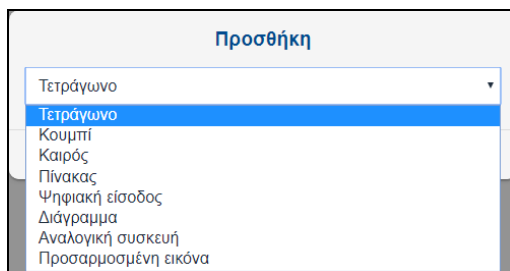 Προσθήκη
Τετράγωνο
Τετράγωνο
Κουμπί
Καιρός
Πίνακας
Ψηφιακή είσοδος
Διάγραμμα
Αναλογική συσκευή
Προσαρμοσμένη εικόνα